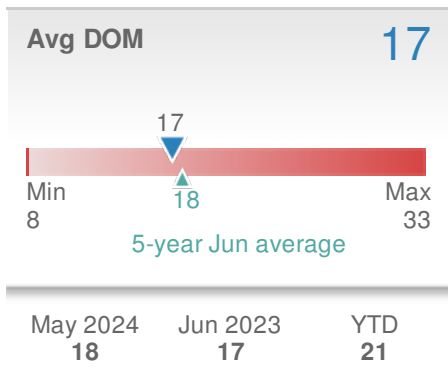 Avg DOM 17
17
Min Max
8 18 33
5-year Jun average
May 2024 Jun 2023 YTD
18 17 21